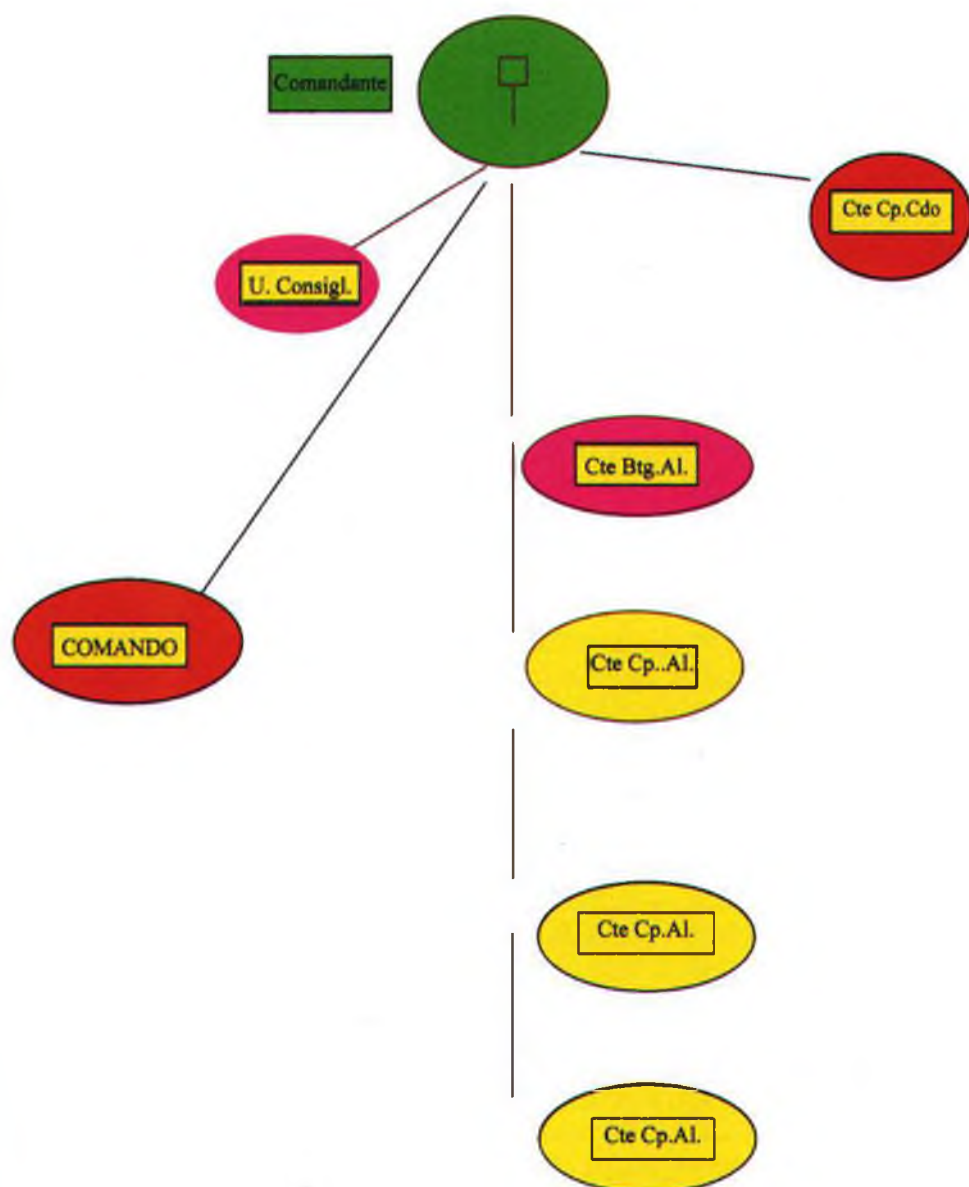 Comandante
Cte Cp.Cdo
U. Consigl.
Cte Btg.Al.
COMANDO
Cte Cp..Al.
Cte Cp.Al.
Cte Cp.Al.